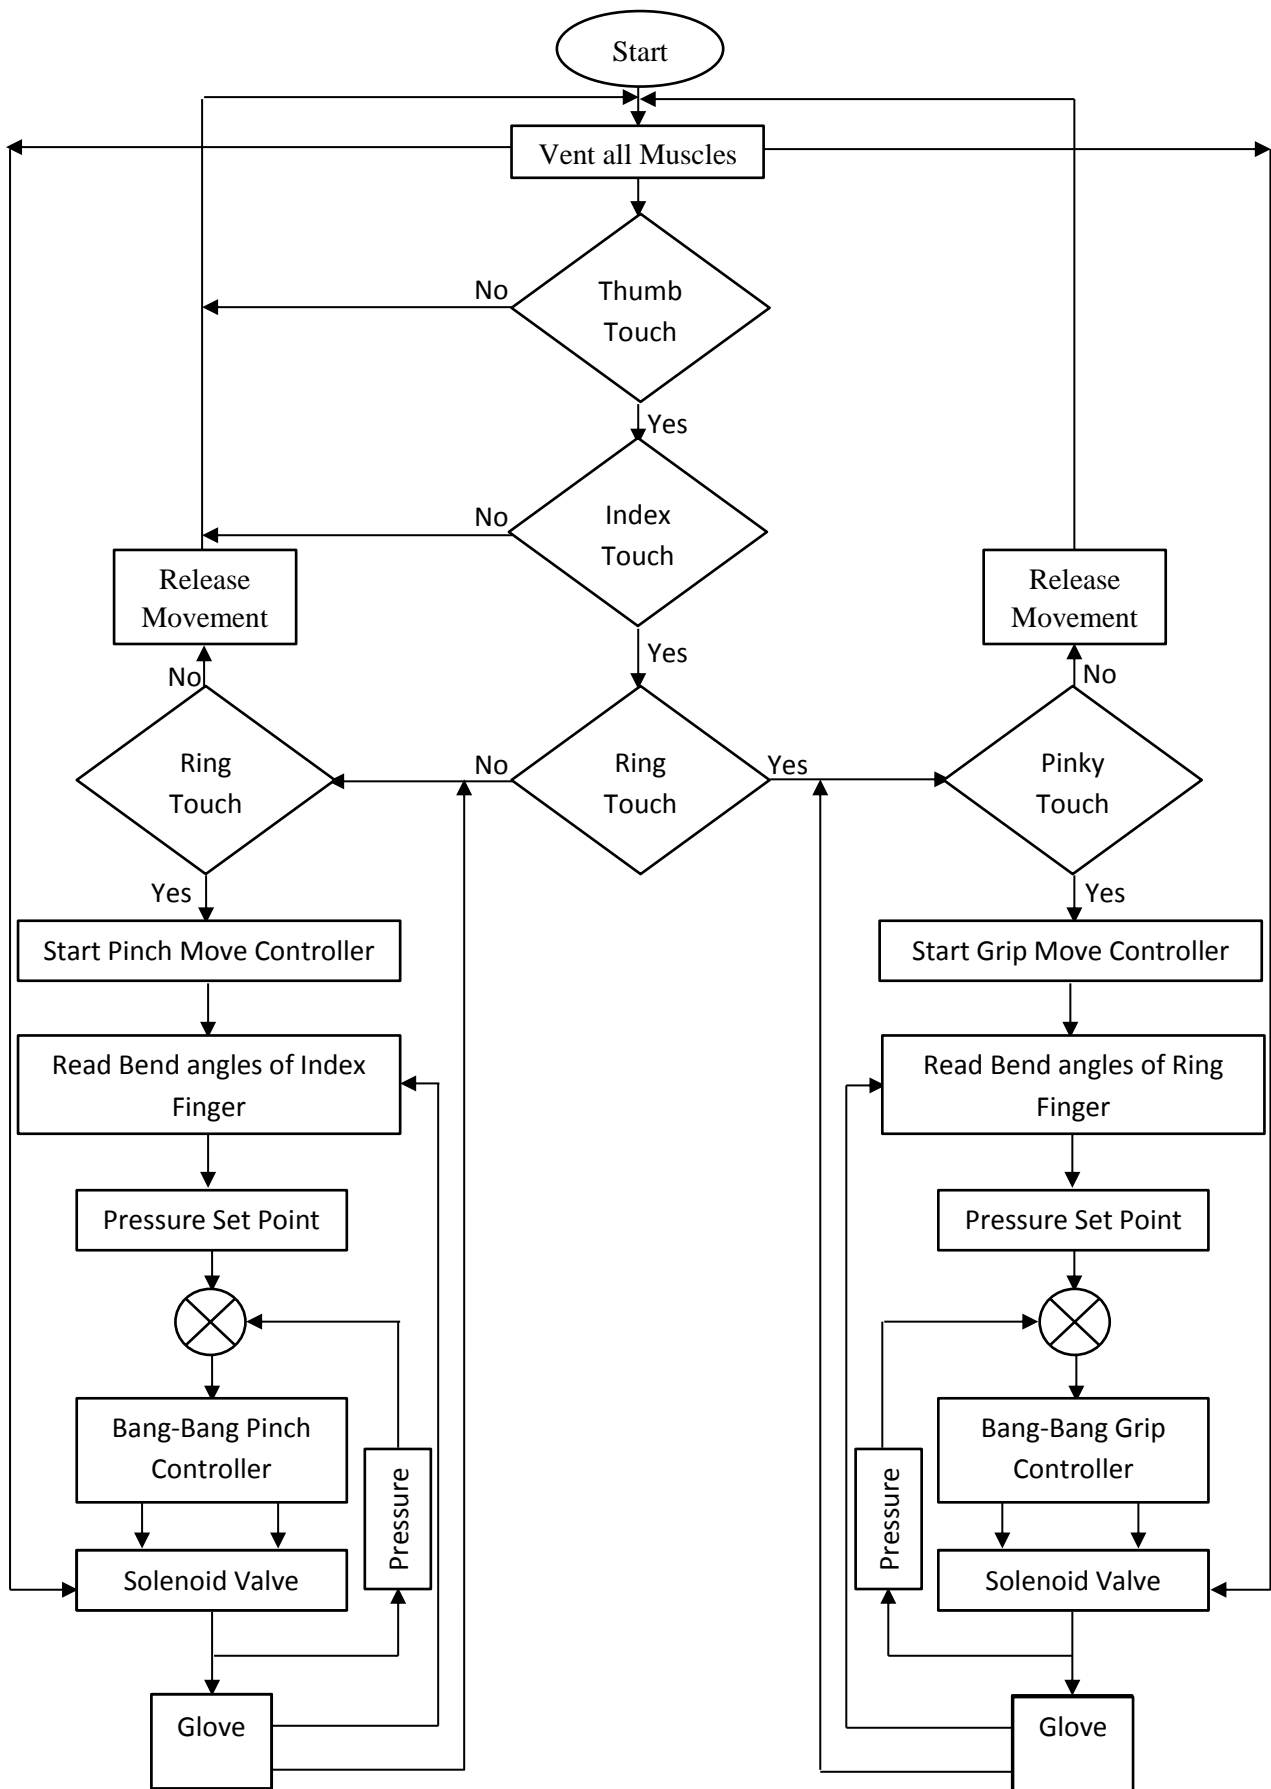 Start
Vent all Muscles
No
Thumb
Touch
Yes
No
Index
Touch
Release
Movement
Release
Movement
Yes
No
No
Ring
Touch
No
Ring
Touch
Yes
Pinky
Touch
Yes
Yes
Start Pinch Move Controller
Start Grip Move Controller
Read Bend angles of Index
Finger
Read Bend angles of Ring
Finger
Pressure Set Point
Pressure Set Point
Bang-Bang Pinch
Controller
Pressure
Pressure
Bang-Bang Grip
Controller
Solenoid Valve
Solenoid Valve
Glove
Glove